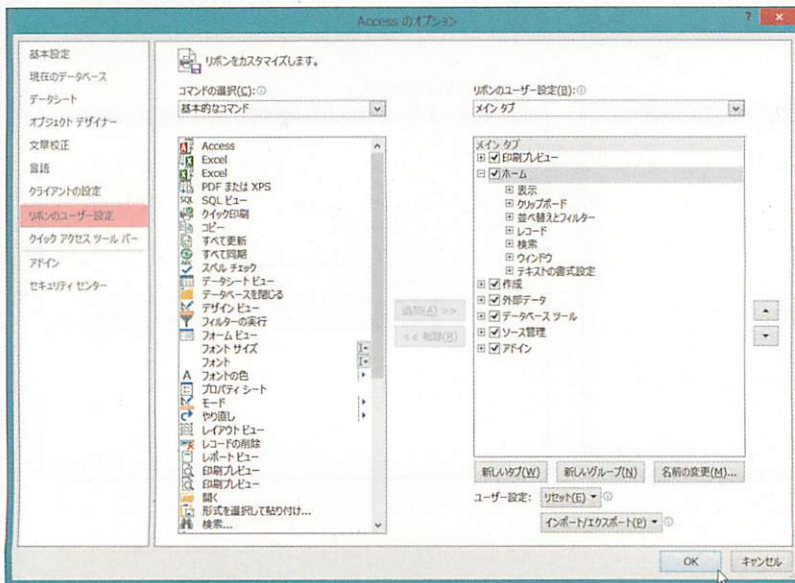 Access のオプション
?
×
基本設定
現在のデータベース
データシート
オブジェクト デザイナー
文章校正
言語
クライアントの設定
リボンのユーザー設定
クイック アクセス ツール バー
アドイン
セキュリティ センター
リボンをカスタマイズします。
コマンドの選択(C):
基本的なコマンド
Access
Excel
Excel
PDF または XPS
SQL ビュー
クイック印刷
コピー
すべて更新
すべて同期
スペル チェック
データシート ビュー
データベースを閉じる
デザイン ビュー
フィルターの実行
フォーム ビュー
フォント サイズ
フォント
フォントの色
プロパティ シート
モード
やり直し
レイアウト ビュー
レコードの削除
レポート ビュー
印刷プレビュー
印刷プレビュー
開く
形式を選択して貼り付け...
検索...
追加(A) >>
<< 削除(R)
リボンのユーザー設定(B):
メイン タブ
メイン タブ
印刷プレビュー
ホーム
表示
クリップボード
並べ替えとフィルター
レコード
検索
ウィンドウ
テキストの書式設定
作成
外部データ
データベース ツール
ソース管理
アドイン
新しいタブ(W)
新しいグループ(N)
名前の変更(M)...
ユーザー設定:
リセット(E)
インポート/エクスポート(P)
OK
キャンセル